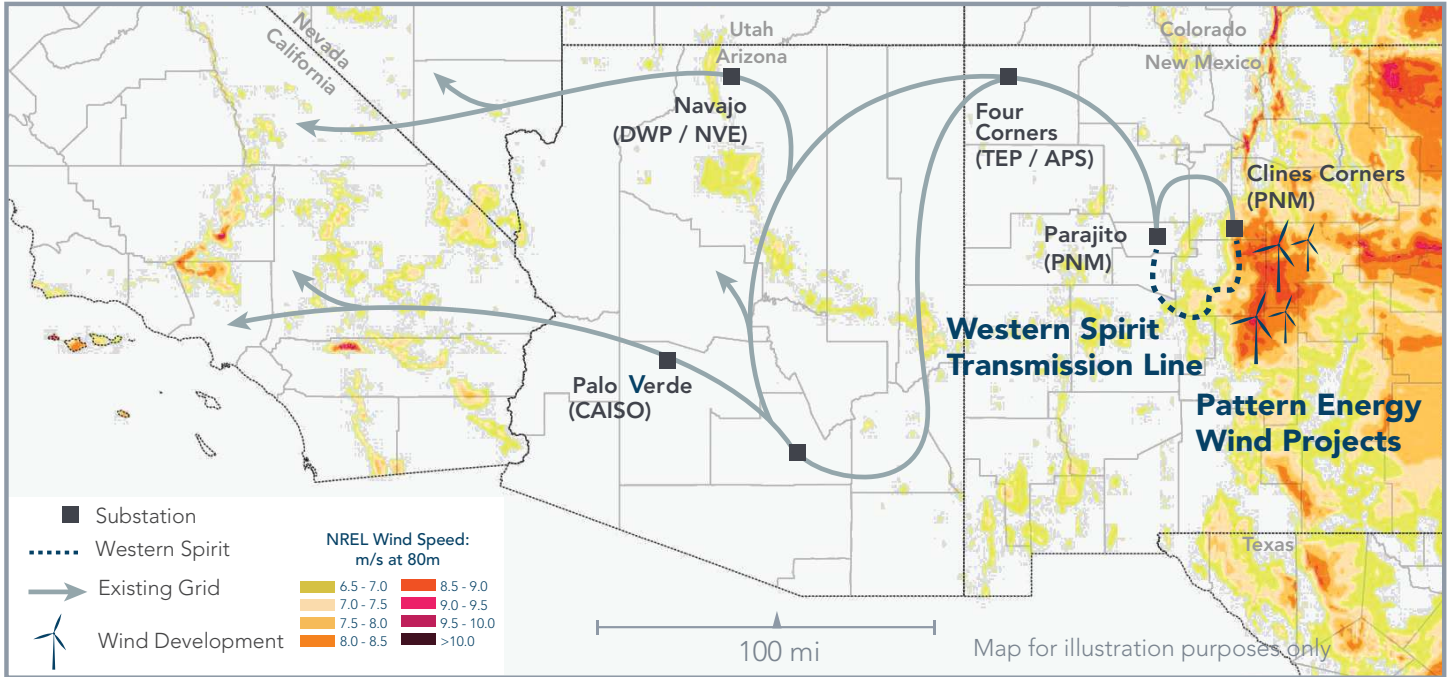 Nevada
California
Utah
Arizona
Colorado
New Mexico
Navajo
(DWP / NVE)
Four
Corners
(TEP / APS)
Clines Corners
(PNM)
Parajito
(PNM)
Western Spirit
Transmission Line
Palo Verde
(CAISO)
Pattern Energy
Wind Projects
Texas
Substation
Western Spirit
Existing Grid
Wind Development
NREL Wind Speed:
m/s at 80m
6.5 - 7.0
7.0 - 7.5
7.5 - 8.0
8.0 - 8.5
8.5 - 9.0
9.0 - 9.5
9.5 - 10.0
>10.0
100 mi
Map for illustration purposes only